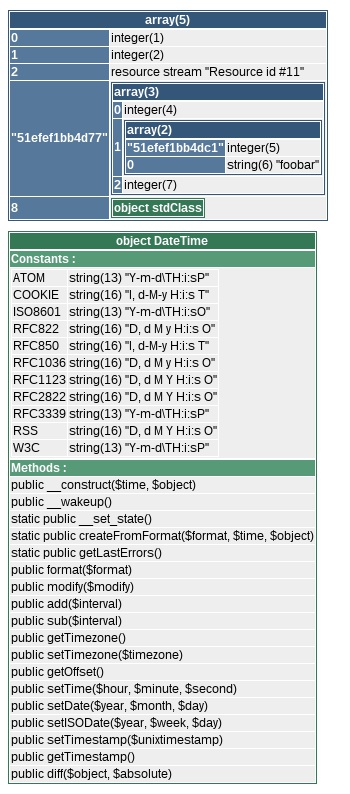 array(5)
0 integer(1)
1 integer(2)
2 resource stream "Resource id #11"
"51efef1bb4d77" array(3)
0 integer(4)
1 array(2)
"51efef1bb4dc1" integer(5)
0 string(6) "foobar"
2 integer(7)
8 object stdClass
object DateTime
Constants :
ATOM string(13) "Y-m-d\TH:i:sP"
COOKIE string(16) "l, d-M-y H:i:s T"
ISO8601 string(13) "Y-m-d\TH:i:sO"
RFC822 string(16) "D, d M y H:i:s O"
RFC850 string(16) "l, d-M-y H:i:s T"
RFC1036 string(16) "D, d M y H:i:s O"
RFC1123 string(16) "D, d M Y H:i:s O"
RFC2822 string(16) "D, d M Y H:i:s O"
RFC3339 string(13) "Y-m-d\TH:i:sP"
RSS string(16) "D, d M Y H:i:s O"
W3C string(13) "Y-m-d\TH:i:sP"
Methods :
public __construct($time, $object)
public __wakeup()
static public __set_state()
static public createFromFormat($format, $time, $object)
static public getLastErrors()
public format($format)
public modify($modify)
public add($interval)
public sub($interval)
public getTimezone()
public setTimezone($timezone)
public getOffset()
public setTime($hour, $minute, $second)
public setDate($year, $month, $day)
public setISODate($year, $week, $day)
public setTimestamp($unixtimestamp)
public getTimestamp()
public diff($object, $absolute)